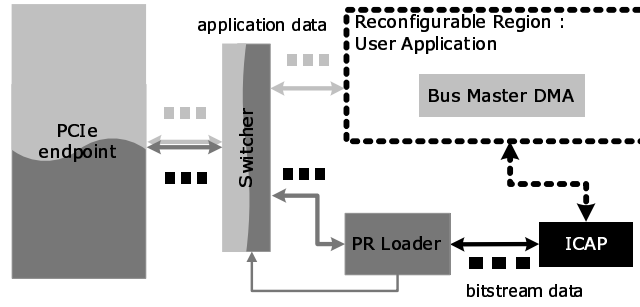 application data
Reconfigurable Region :
User Application
Bus Master DMA
PCIe
endpoint
Switcher
PR Loader
ICAP
bitstream data